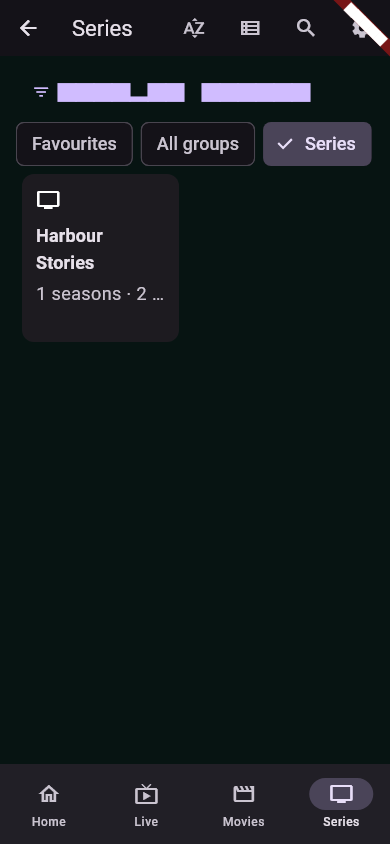 Series
Favourites
All groups
Series
Harbour
Stories
1 seasons · 2 ...
Home
Live
Movies
Series